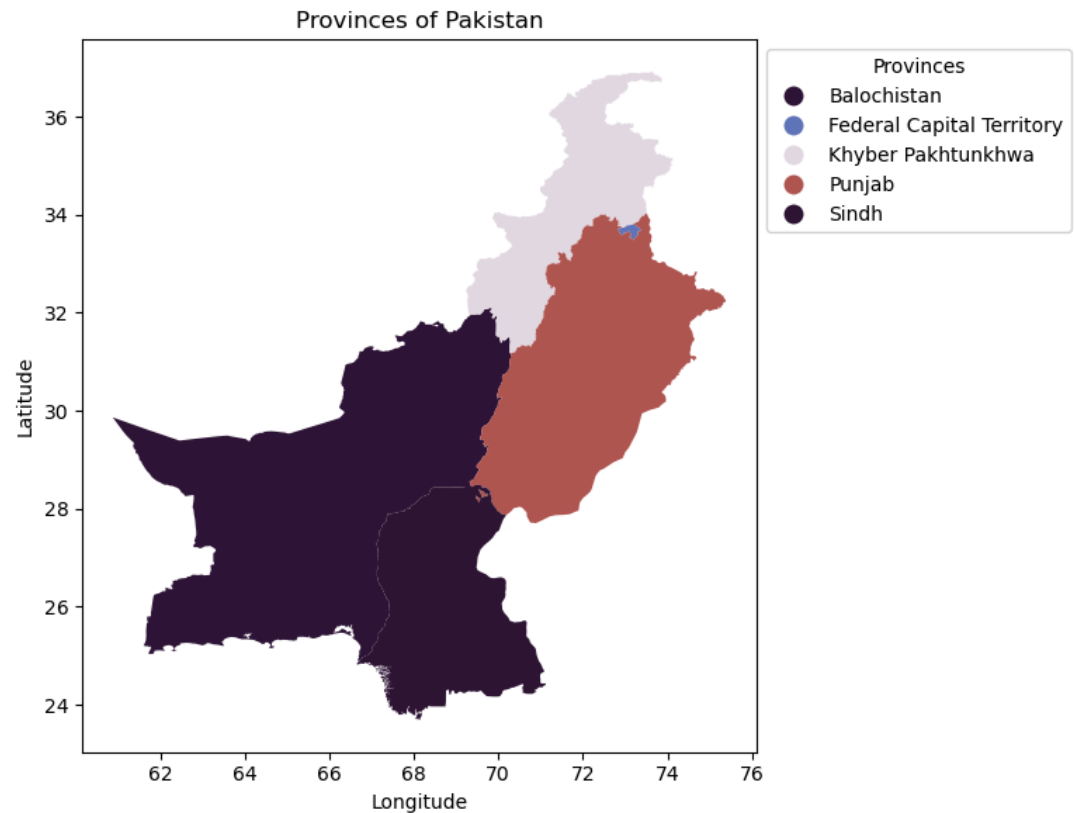 Provinces of Pakistan
Provinces
Balochistan
Federal Capital Territory
Khyber Pakhtunkhwa
Punjab
Sindh
36
34
32
30
28
26
24
Latitude
62 64 66 68 70 72 74 76
Longitude